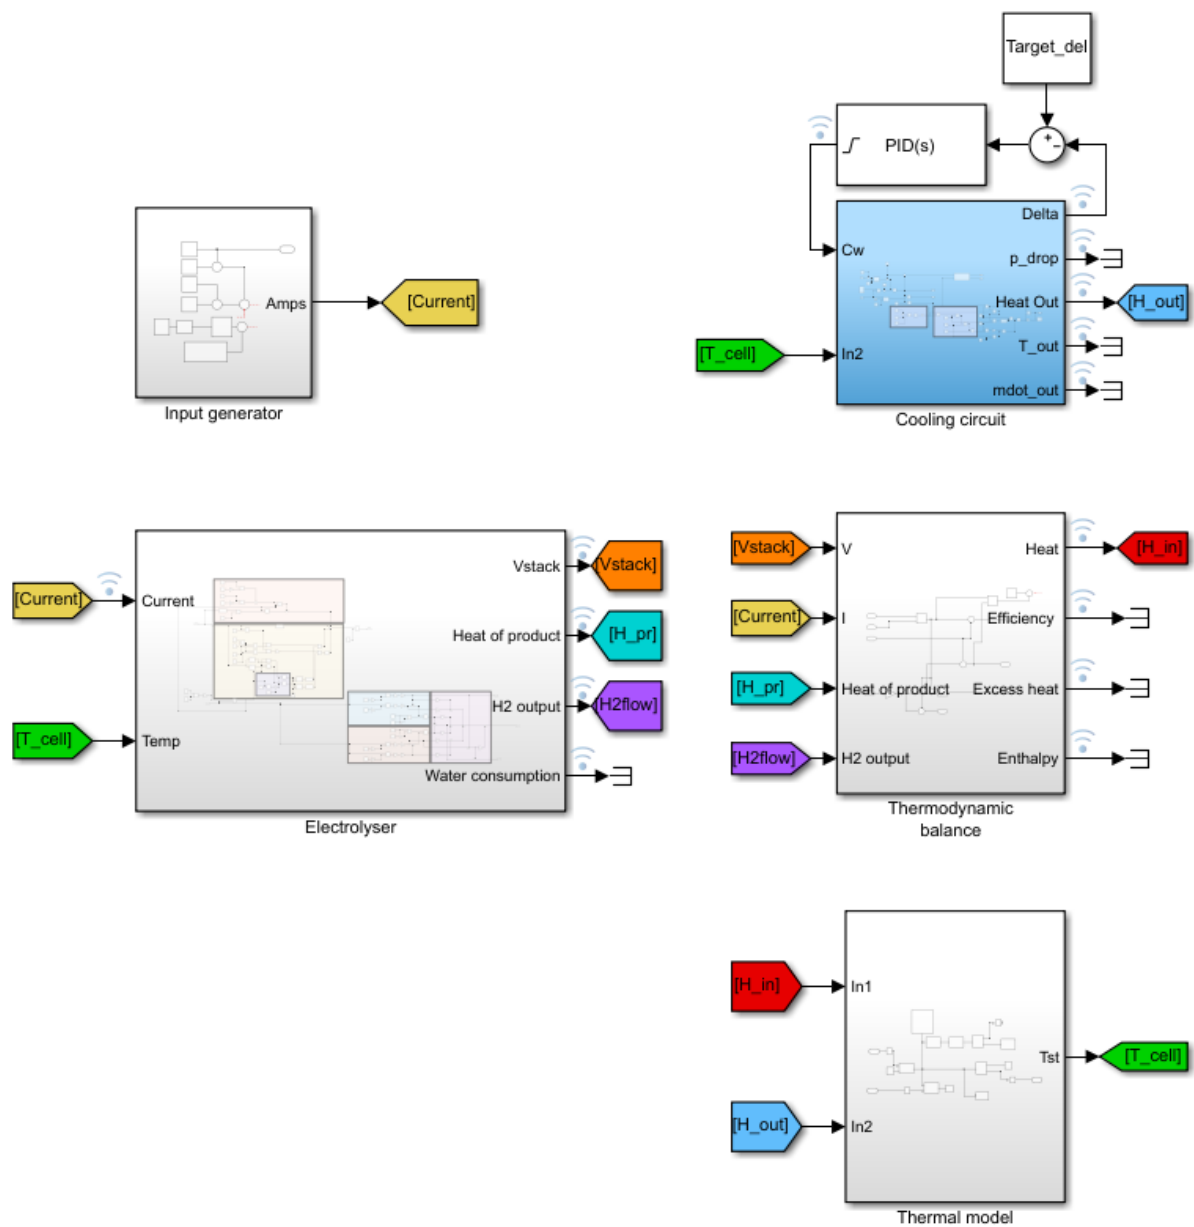 Target_del
PID(s)
+
−
Amps
[Current]
Input generator
Cw
In2
Delta
p_drop
Heat Out
T_out
mdot_out
[H_out]
[T_cell]
Cooling circuit
[Current]
[T_cell]
Current
Temp
Vstack
Heat of product
H2 output
Water consumption
[Vstack]
[H_pr]
[H2flow]
Electrolyser
[Vstack]
[Current]
[H_pr]
[H2flow]
V
I
Heat of product
H2 output
Heat
Efficiency
Excess heat
Enthalpy
[H_in]
Thermodynamic
balance
[H_in]
[H_out]
In1
In2
Tst
[T_cell]
Thermal model